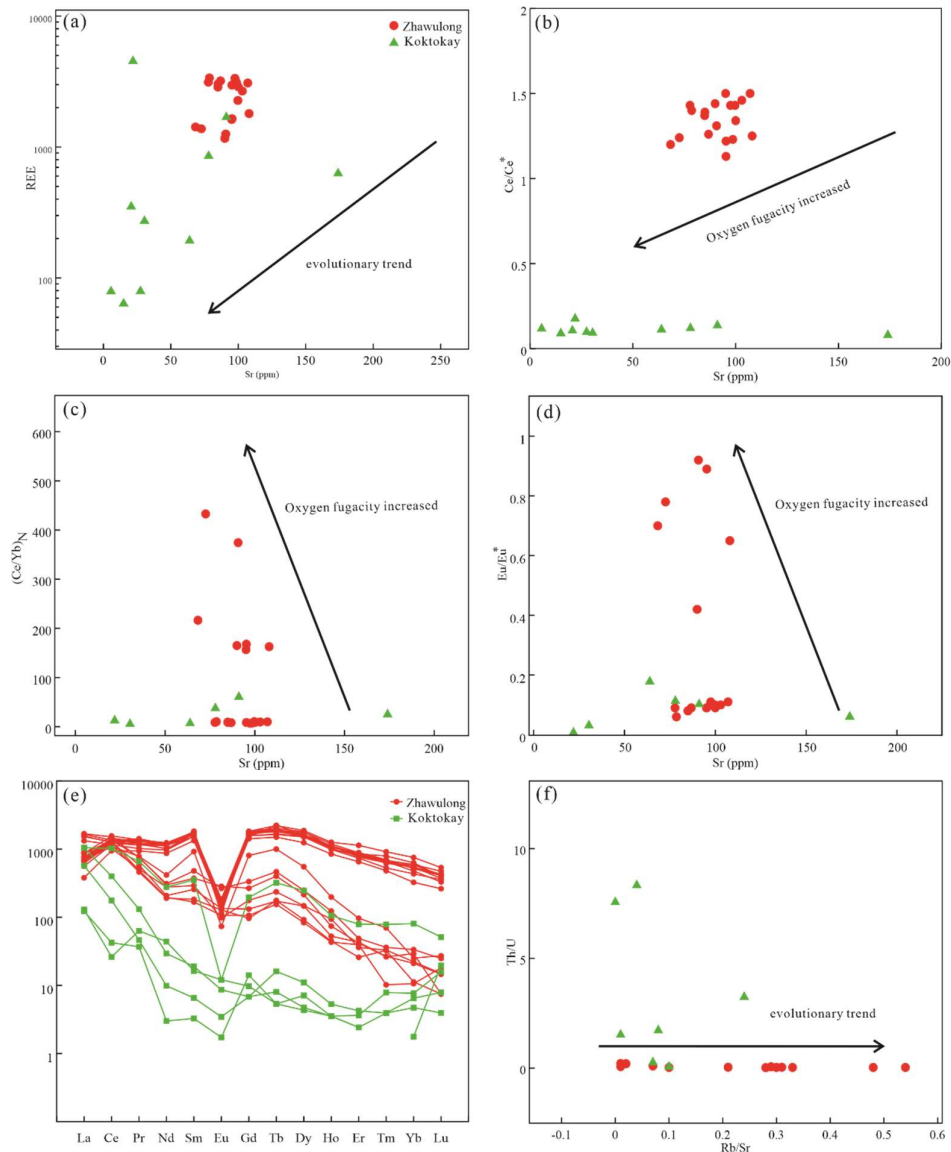 (a)
Zhawulong
Koktokay
10000
1000
100
REE
evolutionary trend
0 50 100 150 200 250
Sr (ppm)
(b)
2
1.5
1
0.5
0
Ce/Ce*
Oxygen fugacity increased
0 50 100 150 200
Sr (ppm)
(c)
600
500
400
300
200
100
0
(Ce/Yb)N
Oxygen fugacity increased
0 50 100 150 200
Sr (ppm)
(d)
1
0.8
0.6
0.4
0.2
0
Eu/Eu*
Oxygen fugacity increased
0 50 100 150 200
Sr (ppm)
(e)
Zhawulong
Koktokay
10000
1000
100
10
1
La Ce Pr Nd Sm Eu Gd Tb Dy Ho Er Tm Yb Lu
(f)
10
5
0
Th/U
evolutionary trend
-0.1 0 0.1 0.2 0.3 0.4 0.5 0.6
Rb/Sr